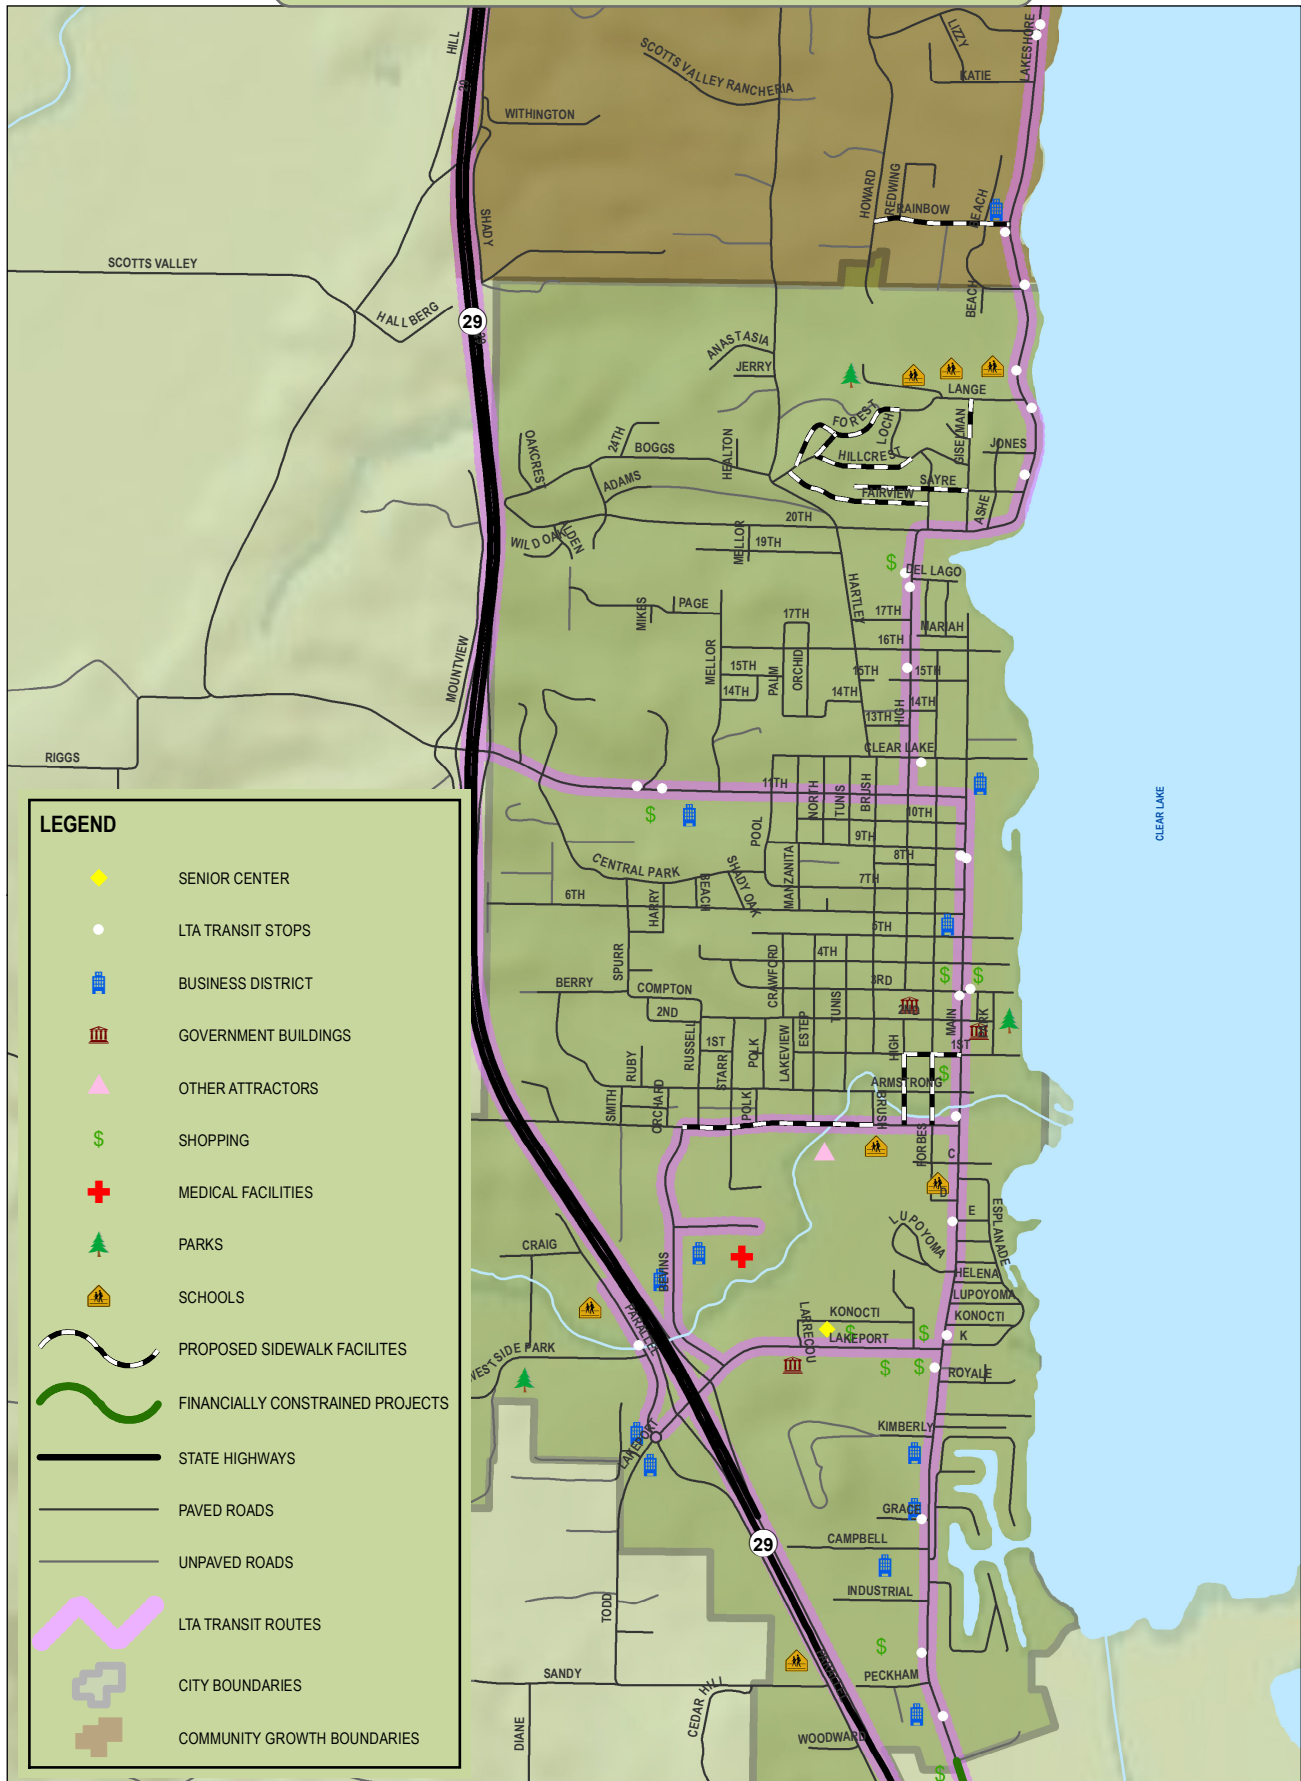 HILL
29
SCOTTS VALLEY RANCHERIA
LIZZY
LAKESHORE
KATIE
WITHINGTON
HOWARD
REDWING
RAINBOW
BEACH
SHADY
SCOTTS VALLEY
HALLBERG
BEACH
29
29
ANASTASIA
JERRY
LANGE
FOREST
LOCH
GISELMAN
JONES
OAKCREST
24TH
BOGGS
HEALTON
HILLCREST
ADAMS
SAYRE
FAIRVIEW
ASHE
20TH
WILD OAK
ALDEN
MELLOR
19TH
DEL LAGO
HARTLEY
MIKES
PAGE
17TH
17TH
MARIAH
16TH
MOUNTVIEW
MELLOR
15TH
PALM
ORCHID
15TH
15TH
14TH
14TH
HIGH
14TH
13TH
CLEAR LAKE
RIGGS
11TH
NORTH
TUNIS
BRUSH
10TH
CLEAR LAKE
POOL
9TH
8TH
CENTRAL PARK
SHADY OAK
MANZANITA
7TH
6TH
HARRY
BEACH
5TH
4TH
SPURR
CRAWFORD
3RD
BERRY
COMPTON
TUNIS
2ND
2ND
MAIN
PARK
ESTEP
RUSSELL
1ST
POLK
LAKEVIEW
HIGH
1ST
RUBY
STARR
ARMSTRONG
SMITH
ORCHARD
POLK
BRUSH
FORBES
C
D
E
ESPLANADE
LUPOYOMA
CRAIG
BEVINS
HELENA
LUPOYOMA
KONOCTI
KONOCTI
K
LARRECOU
LAKEPORT
PARALLEL
WESTSIDE PARK
ROYALE
LAKEPORT
KIMBERLY
GRACE
29
CAMPBELL
INDUSTRIAL
TODD
SANDY
PARALLEL
PECKHAM
CEDAR HILL
DIANE
WOODWARD
LEGEND
SENIOR CENTER
LTA TRANSIT STOPS
BUSINESS DISTRICT
GOVERNMENT BUILDINGS
OTHER ATTRACTORS
SHOPPING
MEDICAL FACILITIES
PARKS
SCHOOLS
PROPOSED SIDEWALK FACILITES
FINANCIALLY CONSTRAINED PROJECTS
STATE HIGHWAYS
PAVED ROADS
UNPAVED ROADS
LTA TRANSIT ROUTES
CITY BOUNDARIES
COMMUNITY GROWTH BOUNDARIES